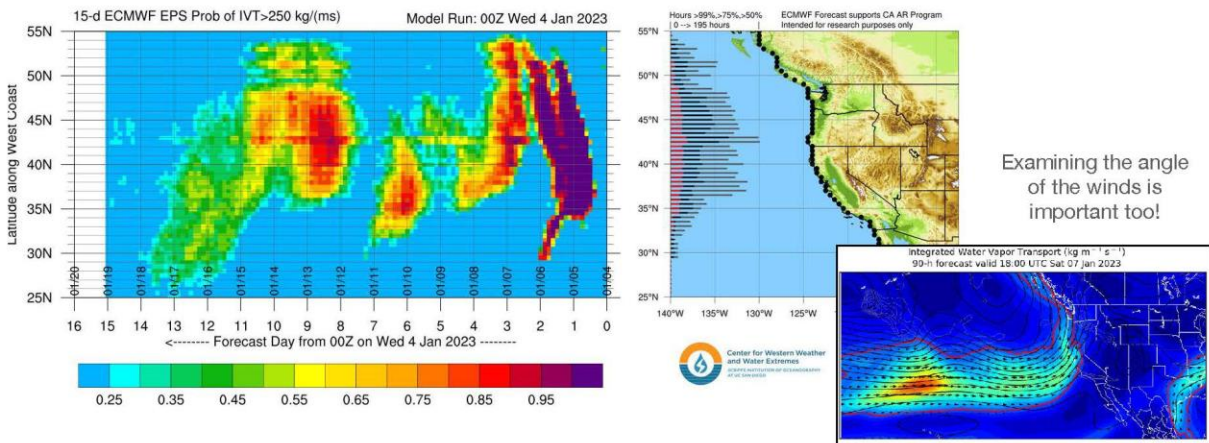 15-d ECMWF EPS Prob of IVT>250 kg/(ms)
Model Run: 00Z Wed 4 Jan 2023
55N
50N
45N
40N
35N
30N
25N
Latitude along West Coast
01/20
01/19
01/18
01/17
01/16
01/15
01/14
01/13
01/12
01/11
01/10
01/09
01/08
01/07
01/06
01/05
01/04
16 15 14 13 12 11 10 9 8 7 6 5 4 3 2 1 0
<-------- Forecast Day from 00Z on Wed 4 Jan 2023 --------
0.25 0.35 0.45 0.55 0.65 0.75 0.85 0.95
Hours >99%,>75%,>50%
0 --> 195 hours
ECMWF Forecast supports CA AR Program
Intended for research purposes only
55°N
50°N
45°N
40°N
35°N
30°N
25°N
140°W 135°W 130°W 125°W
Center for Western Weather
and Water Extremes
SCRIPPS INSTITUTION OF OCEANOGRAPHY
AT UC SAN DIEGO
Examining the angle
of the winds is
important too!
Integrated Water Vapor Transport (kg m⁻¹ s⁻¹)
90-h forecast valid 18:00 UTC Sat 07 Jan 2023